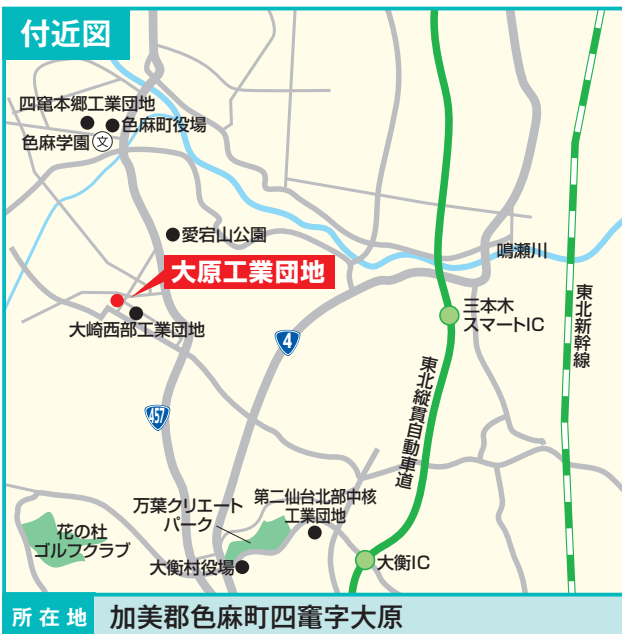 付近図
四竃本郷工業団地
色麻町役場
色麻学園
文
愛宕山公園
大原工業団地
大崎西部工業団地
鳴瀬川
三本木
スマートIC
東北新幹線
4
東北縦貫自動車道
457
万葉クリエート
パーク
第二仙台北部中核
工業団地
花の杜
ゴルフクラブ
大衡村役場
大衡IC
所在地
加美郡色麻町四竃字大原